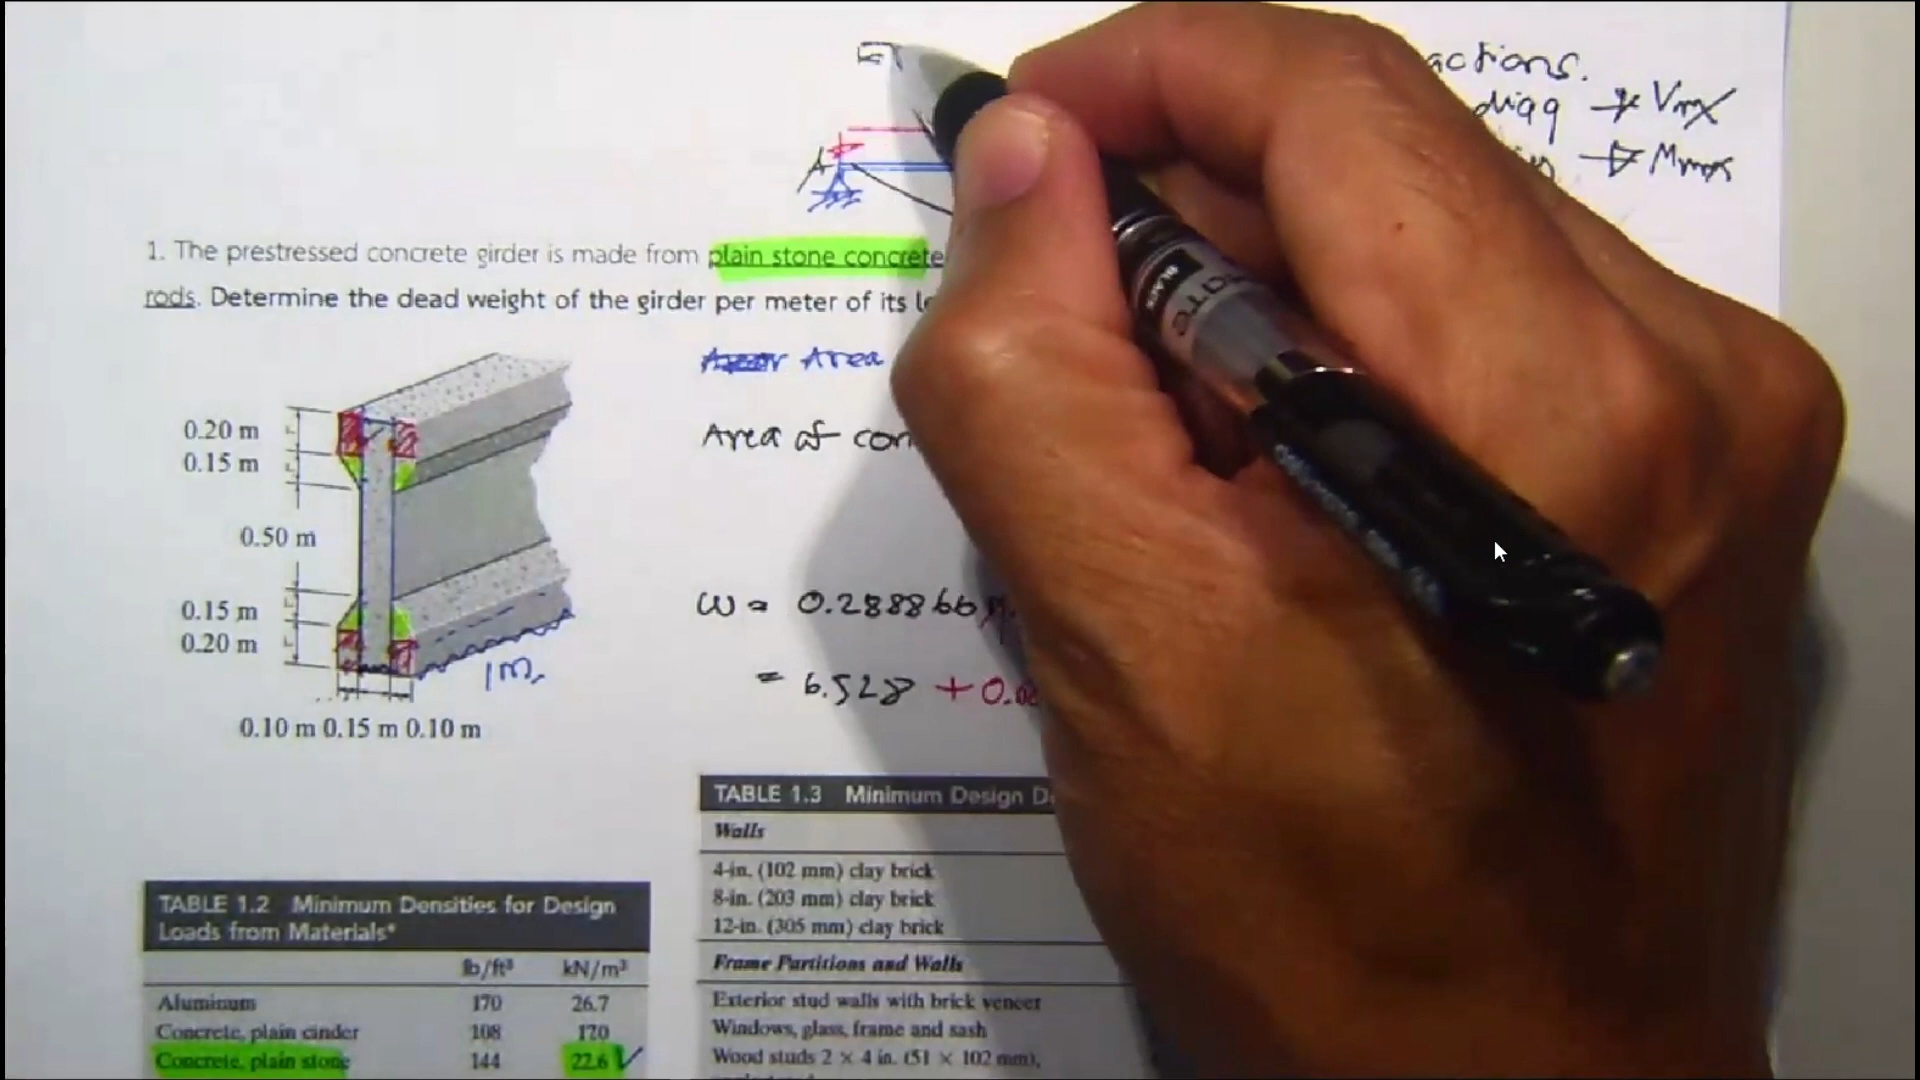 actions.
diag → Vmx
→ Mmax
A
1. The prestressed concrete girder is made from plain stone concrete
rods. Determine the dead weight of the girder per meter of its
Area
Area of con
0.20 m
0.15 m
0.50 m
0.15 m
0.20 m
1m.
0.10 m 0.15 m 0.10 m
W = 0.288866
= 6.528 + 0.
TABLE 1.3 Minimum Design D
Walls
4-in. (102 mm) clay brick
8-in. (203 mm) clay brick
12-in. (305 mm) clay brick
Frame Partitions and Walls
Exterior stud walls with brick veneer
Windows, glass, frame and sash
Wood studs 2 × 4 in. (51 × 102 mm),
TABLE 1.2 Minimum Densities for Design
Loads from Materials*
lb/ft³ kN/m³
Aluminum 170 26.7
Concrete, plain cinder 108 170
Concrete, plain stone 144 22.6 ✓